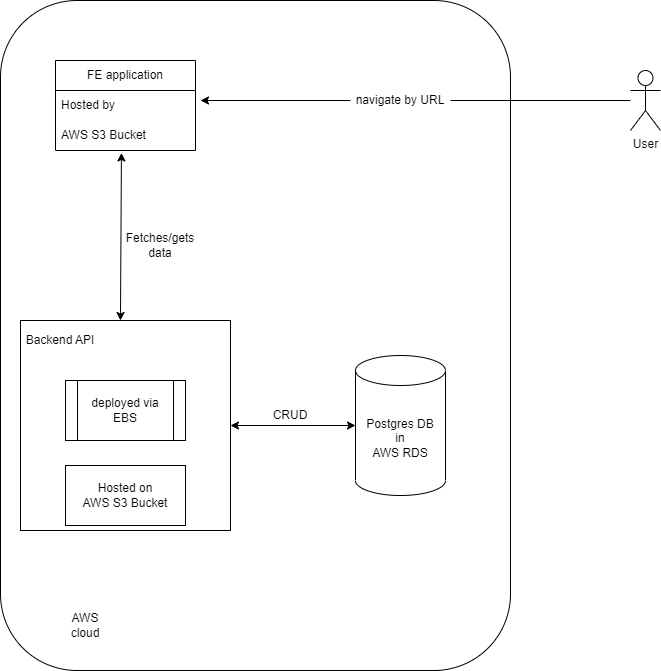 FE application
Hosted by
AWS S3 Bucket
navigate by URL
User
Fetches/gets
data
Backend API
deployed via
EBS
Hosted on
AWS S3 Bucket
CRUD
Postgres DB
in
AWS RDS
AWS
cloud